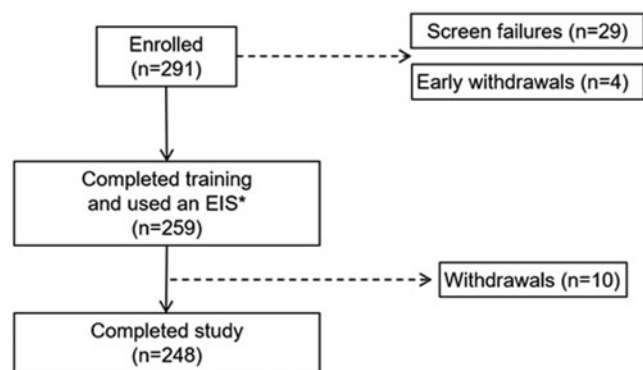 Enrolled
(n=291)
Screen failures (n=29)
Early withdrawals (n=4)
Completed training
and used an EIS*
(n=259)
Withdrawals (n=10)
Completed study
(n=248)